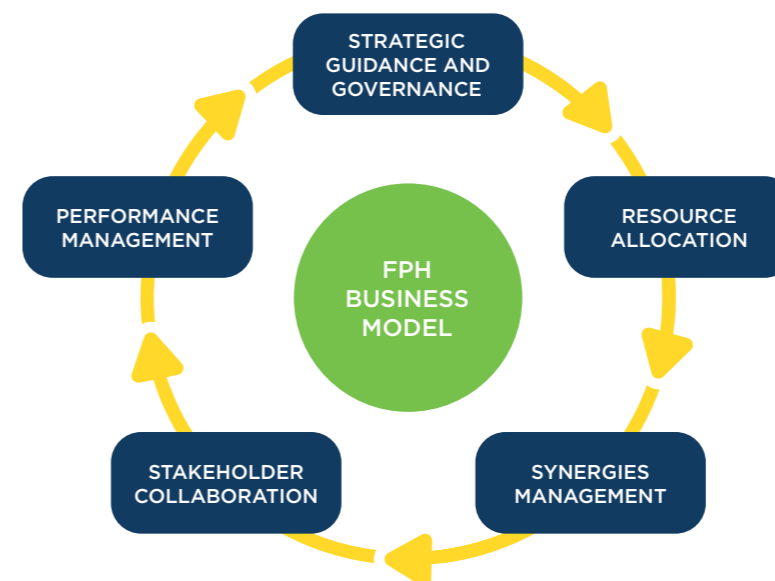 STRATEGIC
GUIDANCE AND
GOVERNANCE
PERFORMANCE
MANAGEMENT
RESOURCE
ALLOCATION
FPH
BUSINESS
MODEL
STAKEHOLDER
COLLABORATION
SYNERGIES
MANAGEMENT